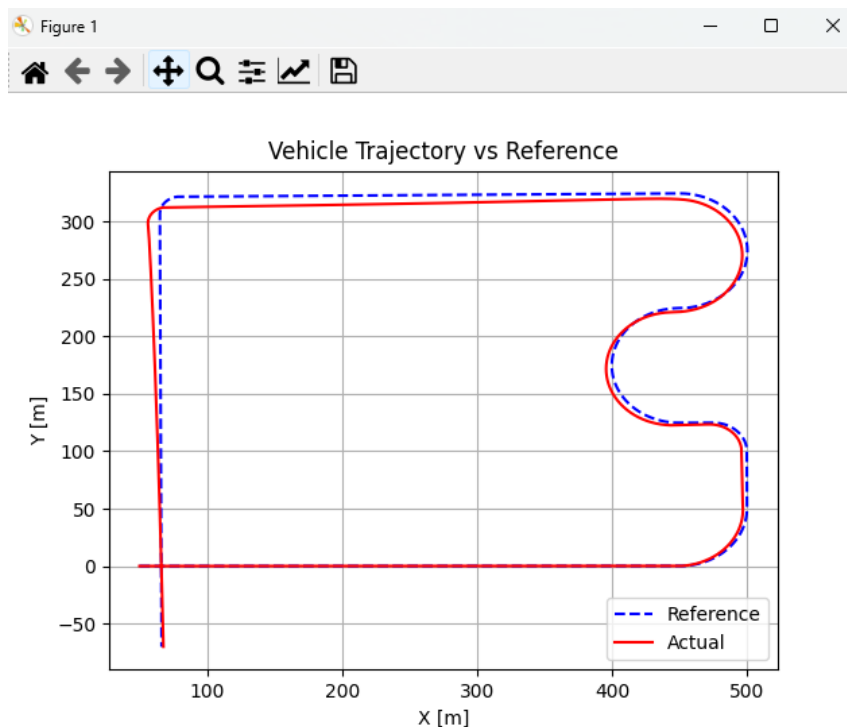 Figure 1
Vehicle Trajectory vs Reference
300
250
200
150
100
50
0
−50
Y [m]
Reference
Actual
100 200 300 400 500
X [m]